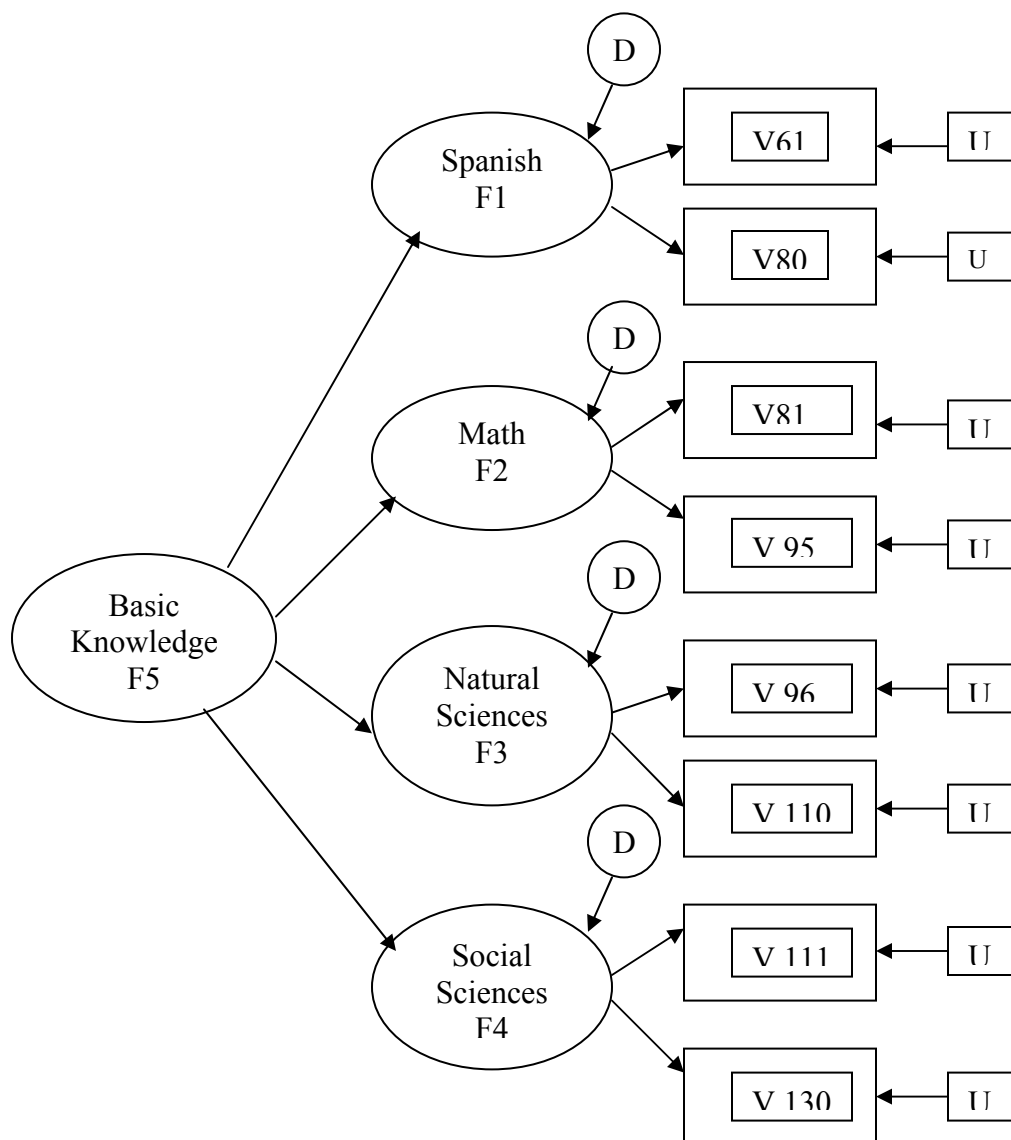 D
Spanish
F1
V61
U
V80
U
D
Math
F2
V81
U
V 95
U
D
Basic
Knowledge
F5
Natural
Sciences
F3
V 96
U
V 110
U
D
Social
Sciences
F4
V 111
U
V 130
U